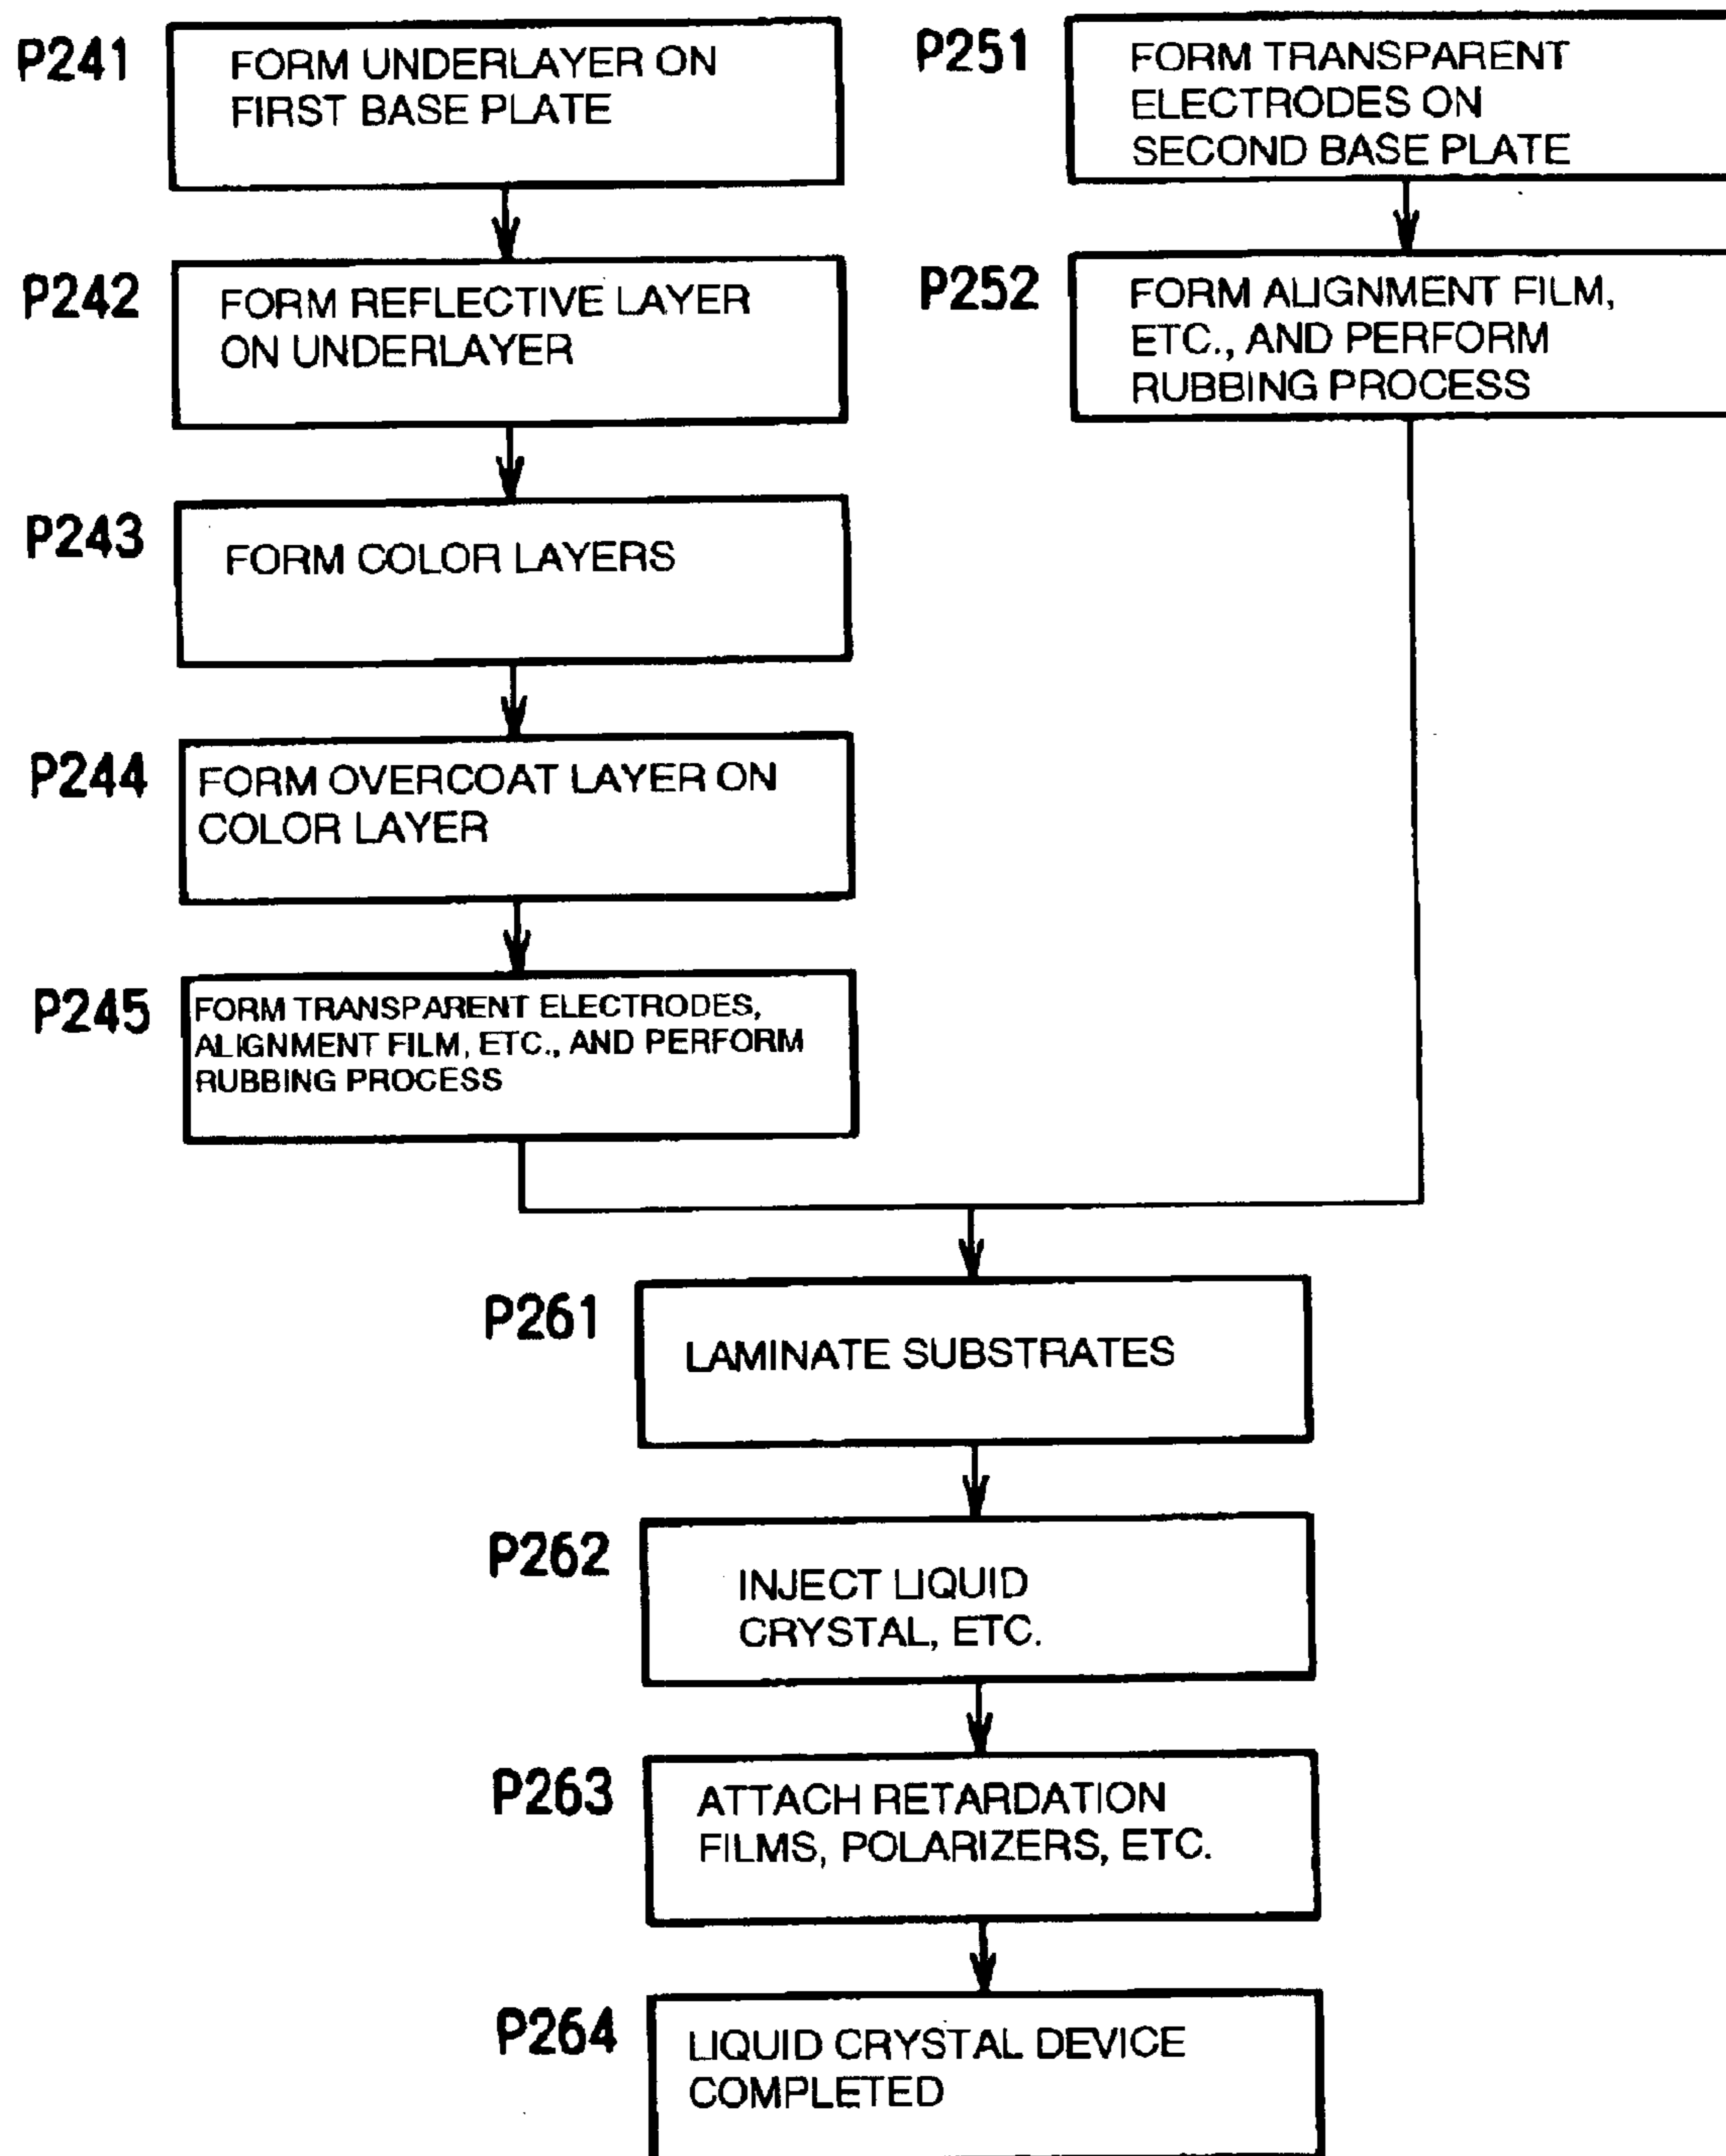 P241
FORM UNDERLAYER ON
FIRST BASE PLATE
P242
FORM REFLECTIVE LAYER
ON UNDERLAYER
P243
FORM COLOR LAYERS
P244
FORM OVERCOAT LAYER ON
COLOR LAYER
P245
FORM TRANSPARENT ELECTRODES,
ALIGNMENT FILM, ETC., AND PERFORM
RUBBING PROCESS
P251
FORM TRANSPARENT
ELECTRODES ON
SECOND BASE PLATE
P252
FORM ALIGNMENT FILM,
ETC., AND PERFORM
RUBBING PROCESS
P261
LAMINATE SUBSTRATES
P262
INJECT LIQUID
CRYSTAL, ETC.
P263
ATTACH RETARDATION
FILMS, POLARIZERS, ETC.
P264
LIQUID CRYSTAL DEVICE
COMPLETED